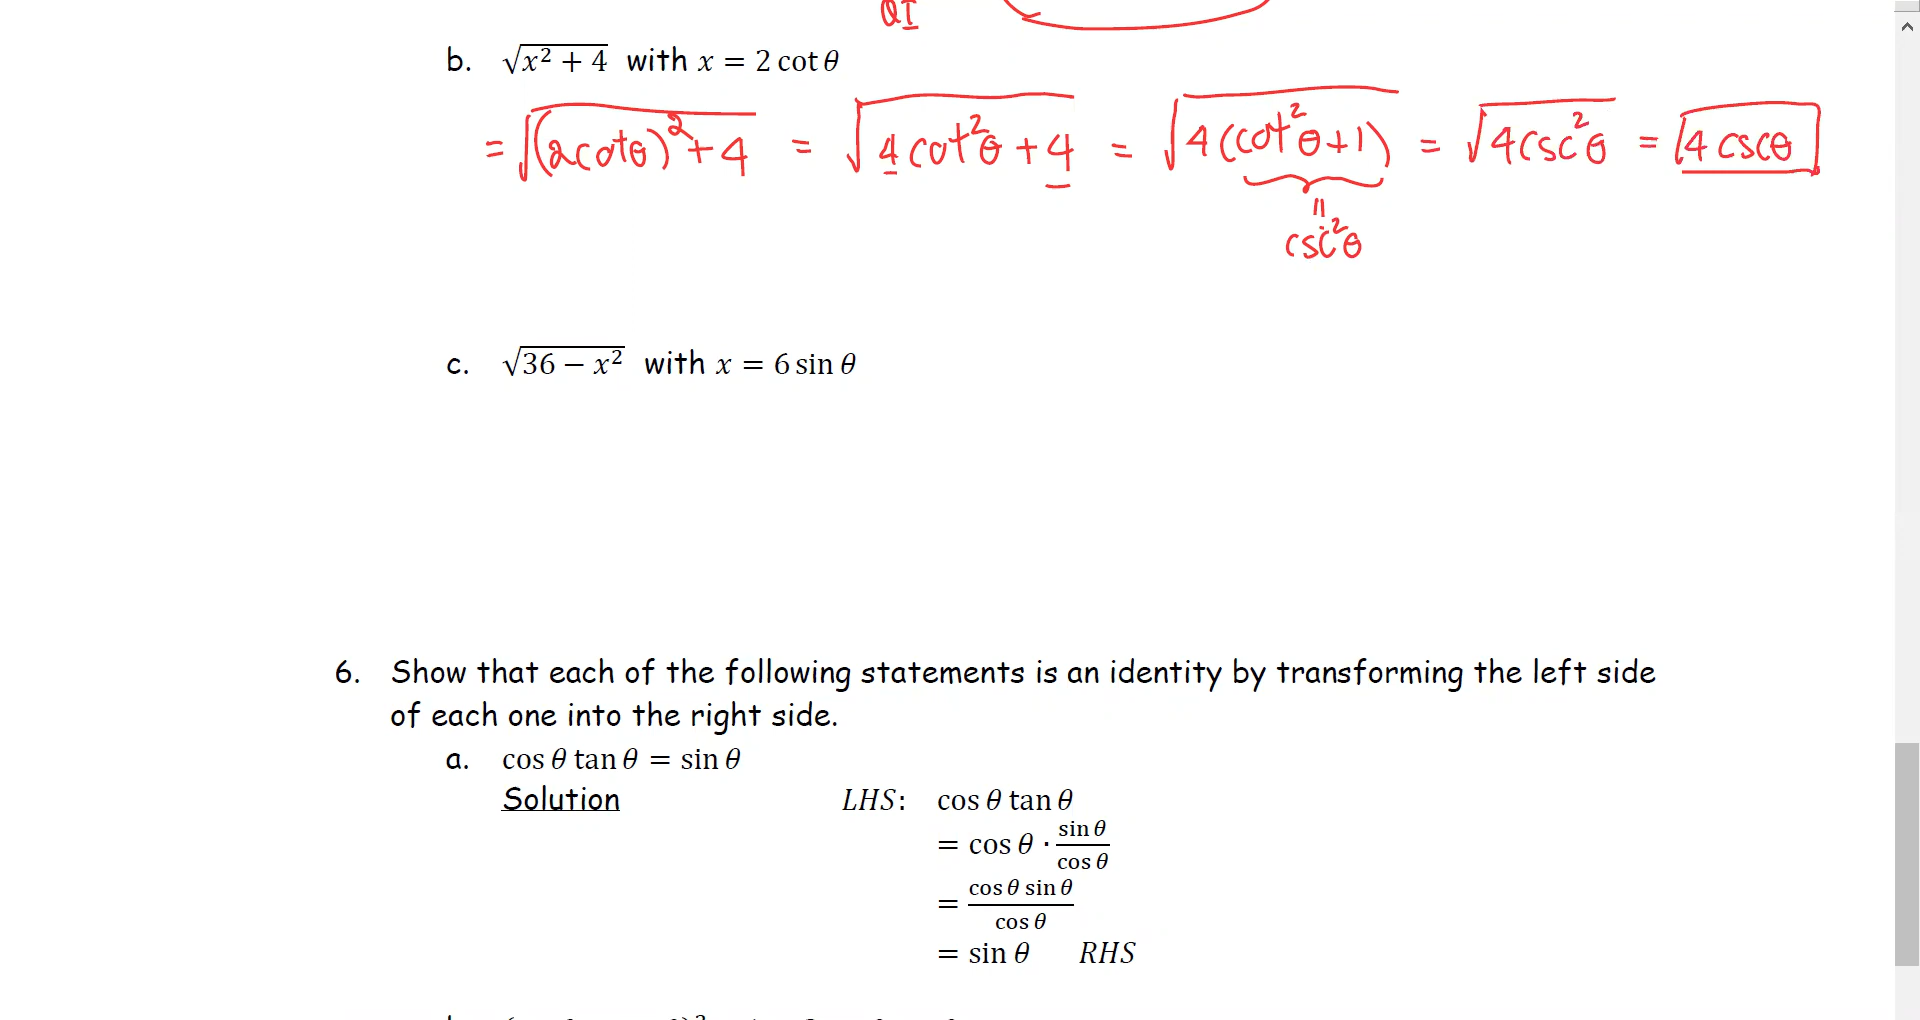 QI
b. √(x² + 4) with x = 2 cot θ
= √((2cotθ)² + 4) = √(4cot²θ + 4) = √(4(cot²θ+1)) = √(4csc²θ) = 4 cscθ
=
csc²θ
c. √(36 − x²) with x = 6 sin θ
6. Show that each of the following statements is an identity by transforming the left side
of each one into the right side.
a. cos θ tan θ = sin θ
Solution LHS: cos θ tan θ
= cos θ · sin θ / cos θ
= cos θ sin θ / cos θ
= sin θ RHS